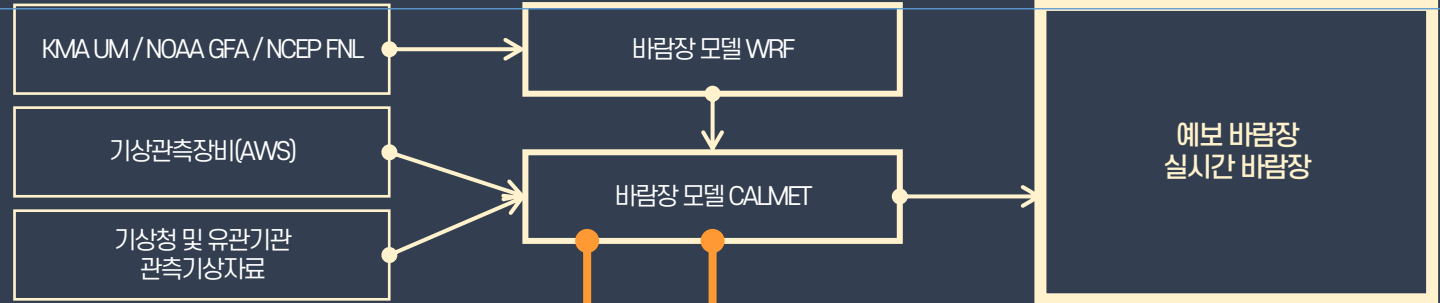 KMA UM / NOAA GFA / NCEP FNL
바람장 모델 WRF
기상관측장비(AWS)
바람장 모델 CALMET
기상청 및 유관기관
관측기상자료
예보 바람장
실시간 바람장